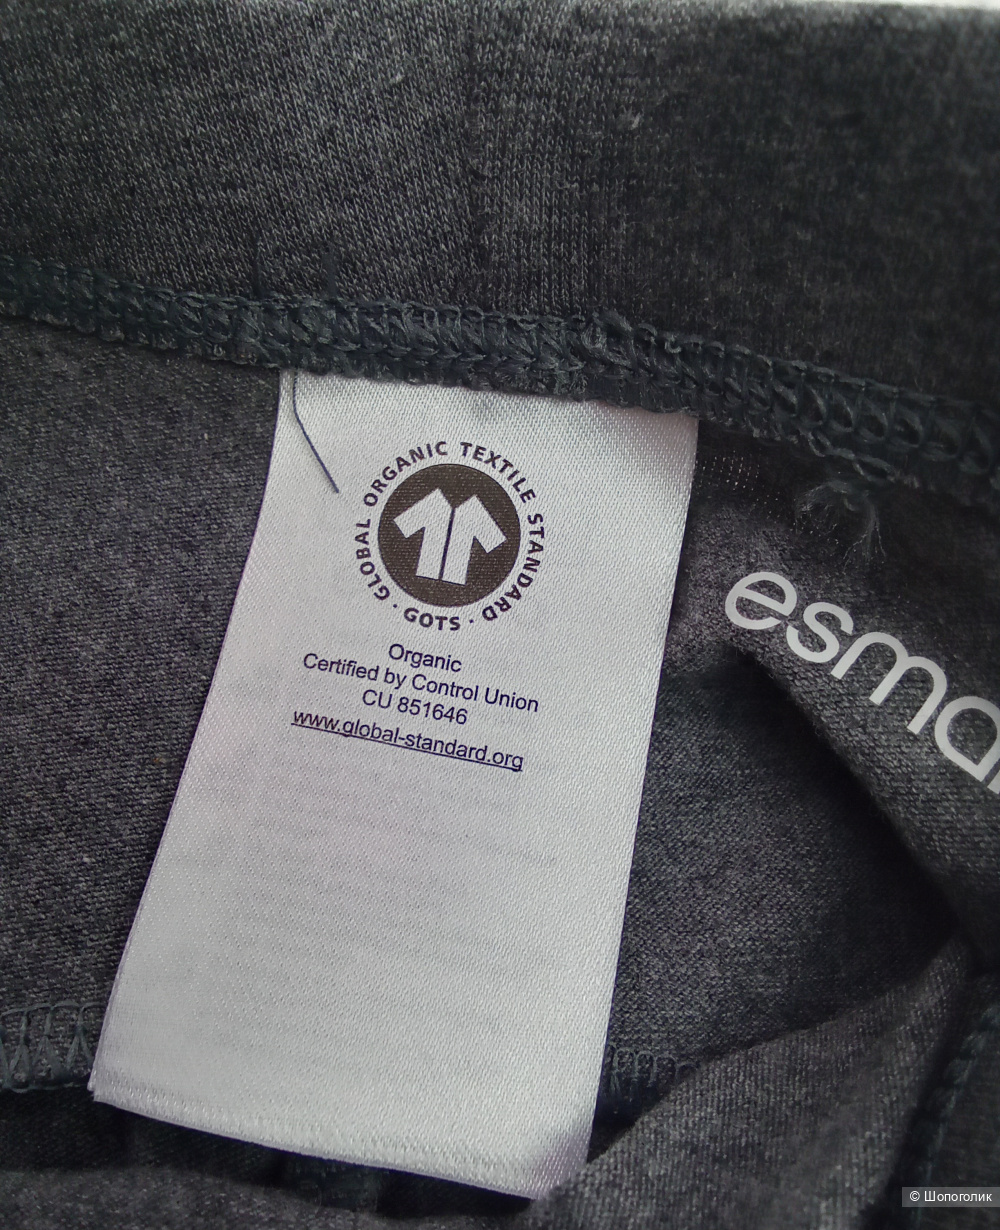 GLOBAL ORGANIC TEXTILE STANDARD · GOTS ·
Organic
Certified by Control Union
CU 851646
www.global-standard.org
esma
© Шопоголик